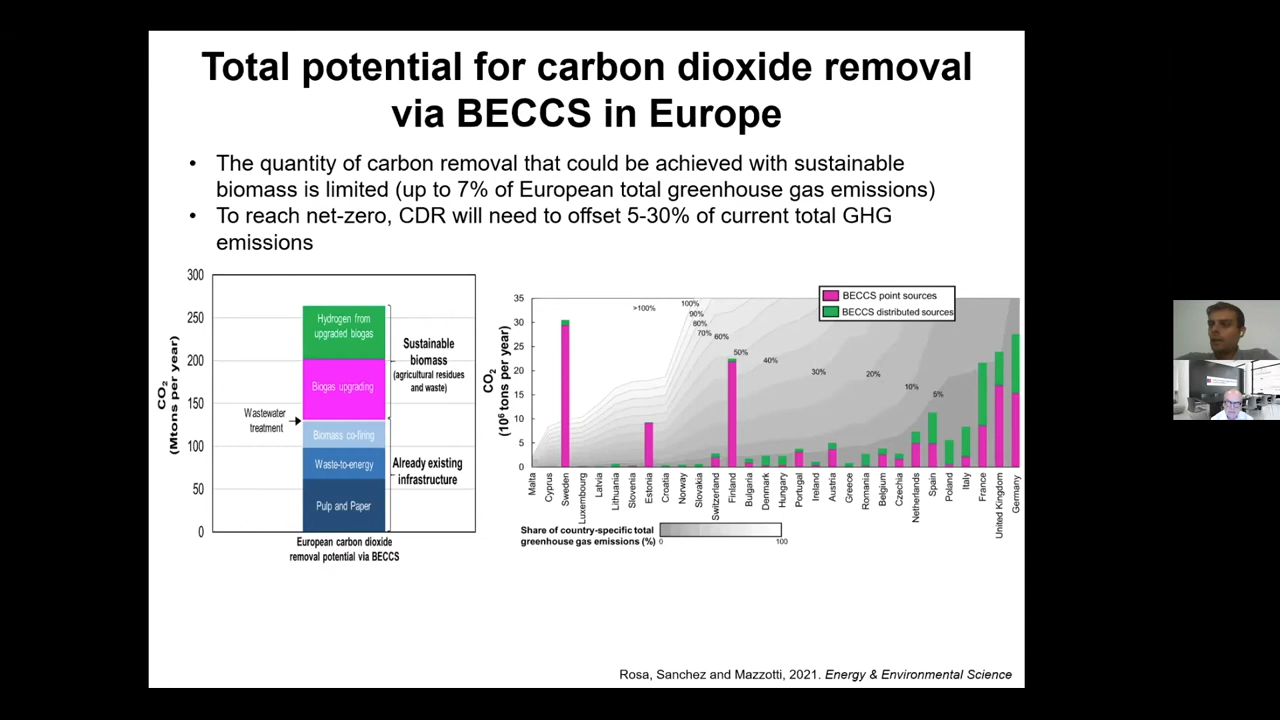 Total potential for carbon dioxide removal
via BECCS in Europe
• The quantity of carbon removal that could be achieved with sustainable
biomass is limited (up to 7% of European total greenhouse gas emissions)
• To reach net-zero, CDR will need to offset 5-30% of current total GHG
emissions
CO2
(Mtons per year)
300
250
200
150
100
50
0
Hydrogen from
upgraded biogas
Biogas upgrading
Wastewater
treatment
Biomass co-firing
Waste-to-energy
Pulp and Paper
Sustainable
biomass
(agricultural residues
and waste)
Already existing
infrastructure
European carbon dioxide
removal potential via BECCS
CO2
(10⁶ tons per year)
35
30
25
20
15
10
5
0
BECCS point sources
BECCS distributed sources
>100%
100%
90%
80%
70%
60%
50%
40%
30%
20%
10%
5%
Malta
Cyprus
Sweden
Luxembourg
Latvia
Lithuania
Slovenia
Estonia
Croatia
Norway
Slovakia
Switzerland
Finland
Bulgaria
Denmark
Hungary
Portugal
Ireland
Austria
Greece
Romania
Belgium
Czechia
Netherlands
Spain
Poland
Italy
France
United Kingdom
Germany
Share of country-specific total
greenhouse gas emissions (%)
0
100
Rosa, Sanchez and Mazzotti, 2021. Energy & Environmental Science